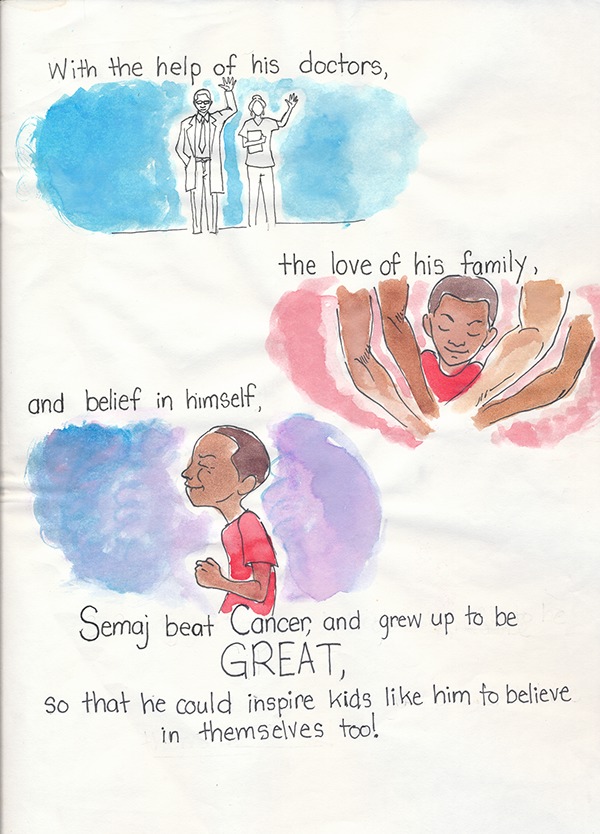 With the help of his doctors,
the love of his family,
and belief in himself,
Semaj beat Cancer, and grew up to be
GREAT,
so that he could inspire kids like him to believe
in themselves too!